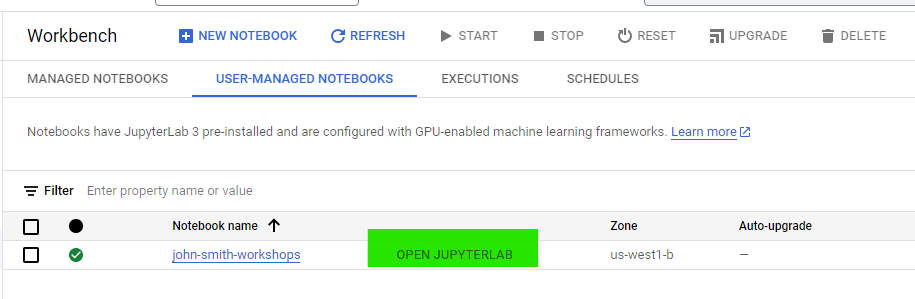 Workbench NEW NOTEBOOK REFRESH START STOP RESET UPGRADE DELETE
MANAGED NOTEBOOKS USER-MANAGED NOTEBOOKS EXECUTIONS SCHEDULES
Notebooks have JupyterLab 3 pre-installed and are configured with GPU-enabled machine learning frameworks. Learn more
Filter Enter property name or value
Notebook name Zone Auto-upgrade
john-smith-workshops OPEN JUPYTERLAB us-west1-b —